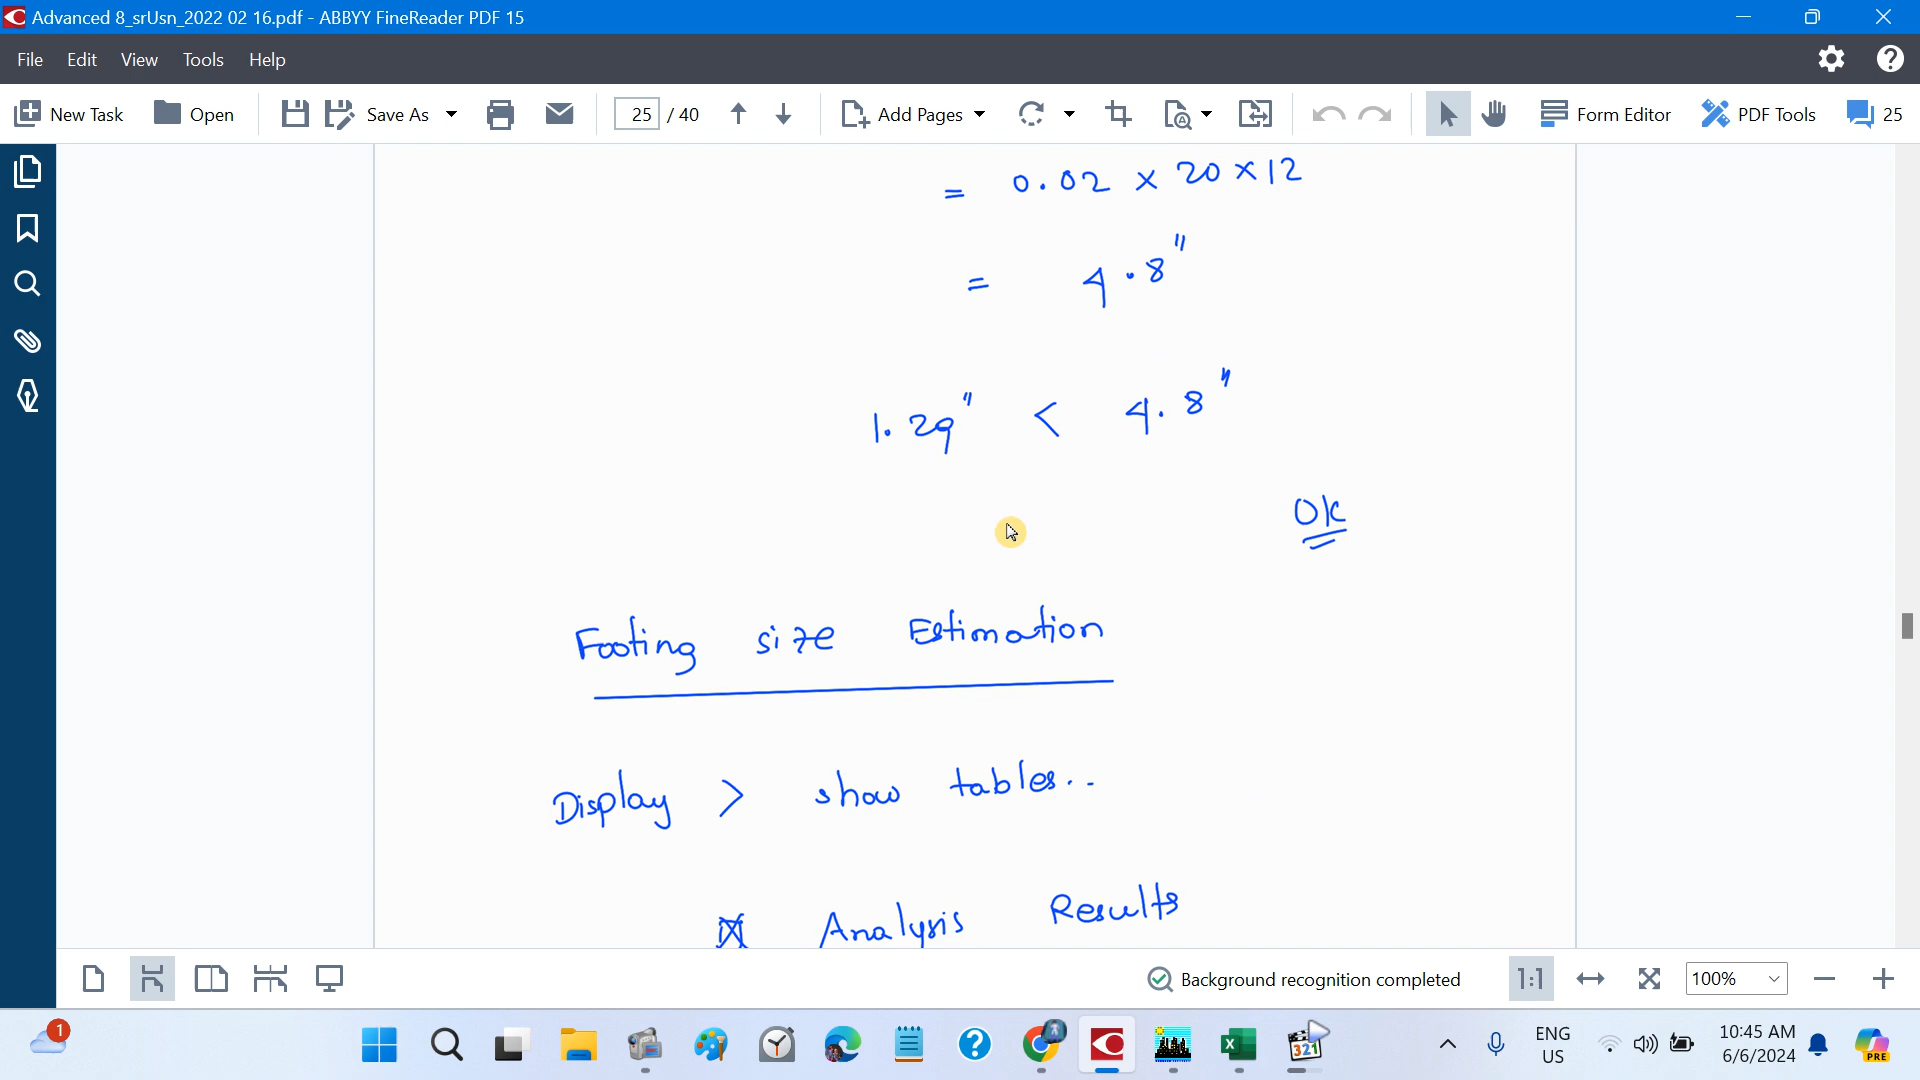 Advanced 8_srUsn_2022 02 16.pdf - ABBYY FineReader PDF 15
File Edit View Tools Help
New Task Open Save As 25 / 40 Add Pages Form Editor PDF Tools 25
= 0.02 × 20 × 12
= 4.8"
1.29" < 4.8"
OK
Footing size Estimation
Display > show tables..
Analysis Results
Background recognition completed 1:1 100%
1 321 ENG US 10:45 AM 6/6/2024 PRE